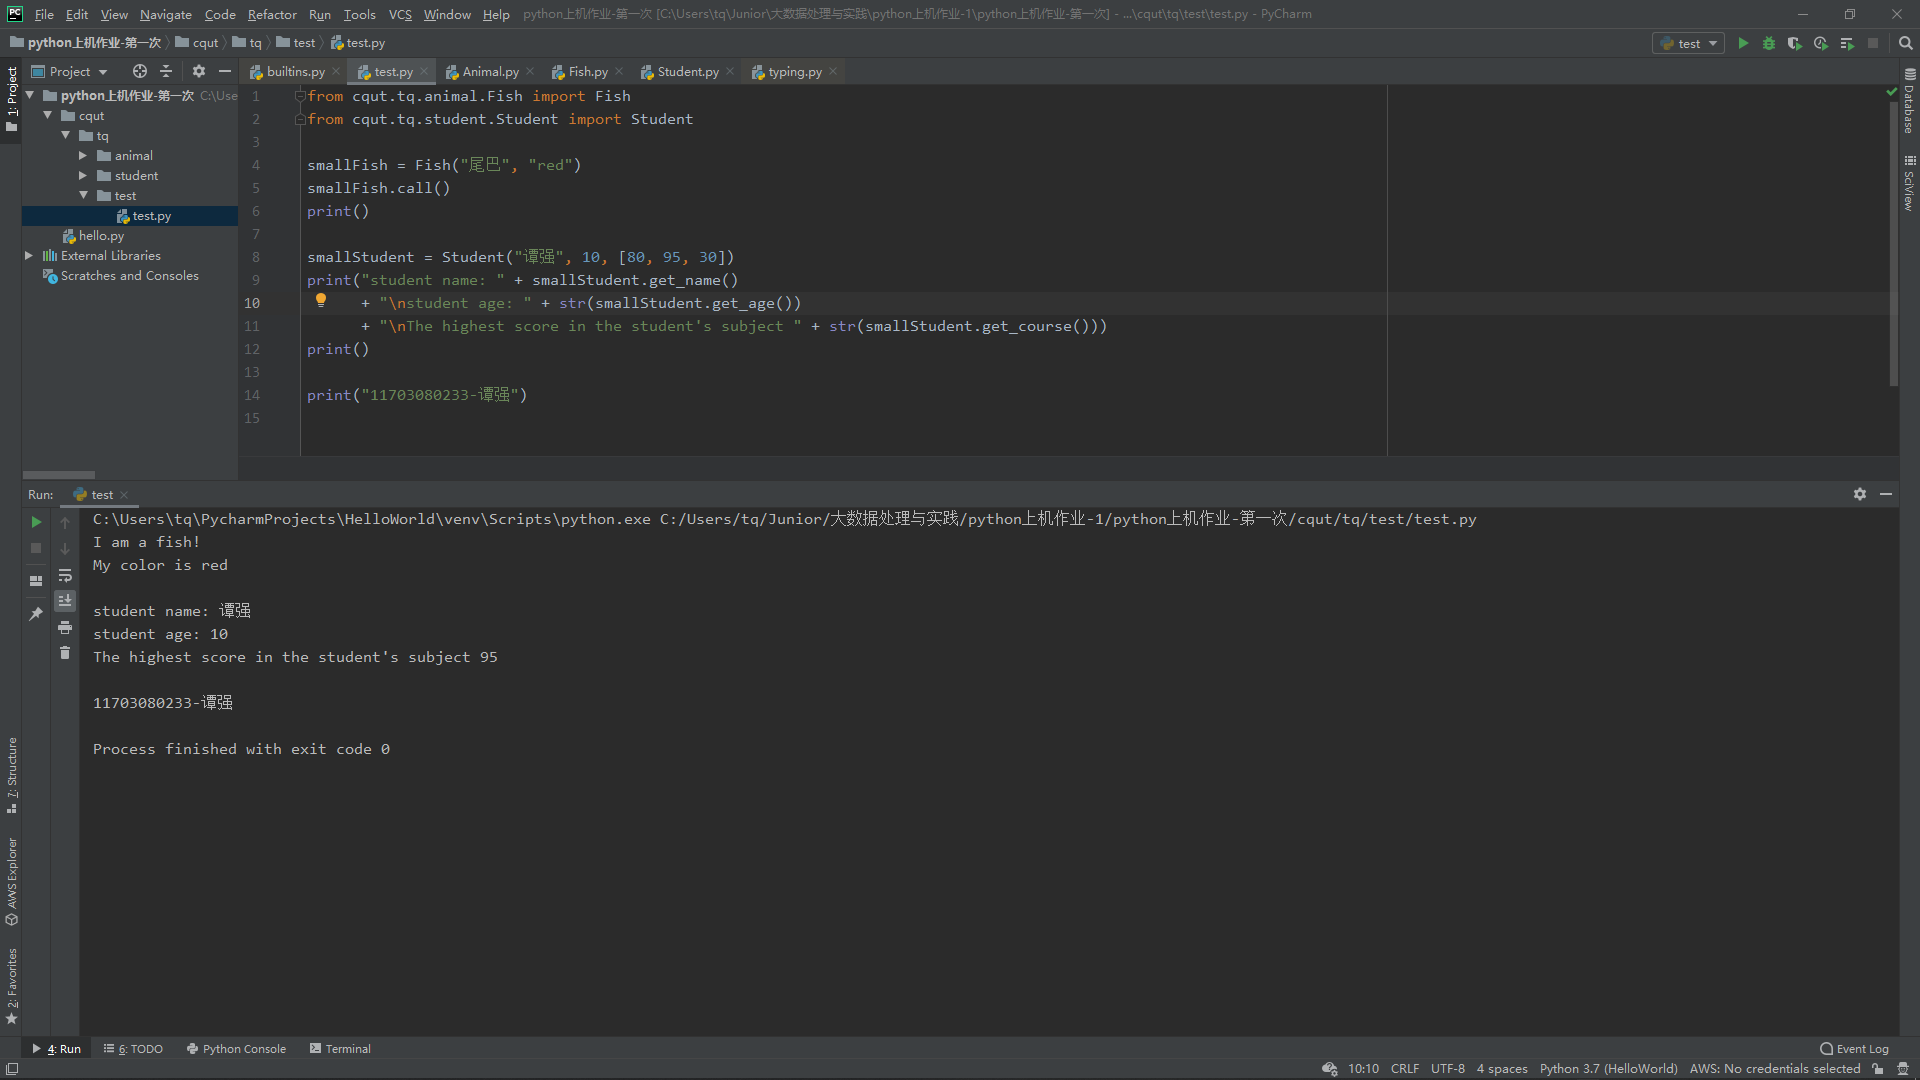 File Edit View Navigate Code Refactor Run Tools VCS Window Help python上机作业-第一次 [C:\Users\tq\Junior\大数据处理与实践\python上机作业-1\python上机作业-第一次] - ...\cqut\tq\test\test.py - PyCharm
python上机作业-第一次 cqut tq test test.py test
Project builtins.py test.py Animal.py Fish.py Student.py typing.py
1: Project
python上机作业-第一次 C:\Use
cqut
tq
animal
student
test
test.py
hello.py
External Libraries
Scratches and Consoles
1 from cqut.tq.animal.Fish import Fish
2 from cqut.tq.student.Student import Student
3
4 smallFish = Fish("尾巴", "red")
5 smallFish.call()
6 print()
7
8 smallStudent = Student("谭强", 10, [80, 95, 30])
9 print("student name: " + smallStudent.get_name()
10 + "\nstudent age: " + str(smallStudent.get_age())
11 + "\nThe highest score in the student's subject " + str(smallStudent.get_course()))
12 print()
13
14 print("11703080233-谭强")
15
Database
SciView
Run: test
C:\Users\tq\PycharmProjects\HelloWorld\venv\Scripts\python.exe C:/Users/tq/Junior/大数据处理与实践/python上机作业-1/python上机作业-第一次/cqut/tq/test/test.py
I am a fish!
My color is red
student name: 谭强
student age: 10
The highest score in the student's subject 95
11703080233-谭强
Process finished with exit code 0
7: Structure
AWS Explorer
2: Favorites
4: Run 6: TODO Python Console Terminal Event Log
10:10 CRLF UTF-8 4 spaces Python 3.7 (HelloWorld) AWS: No credentials selected